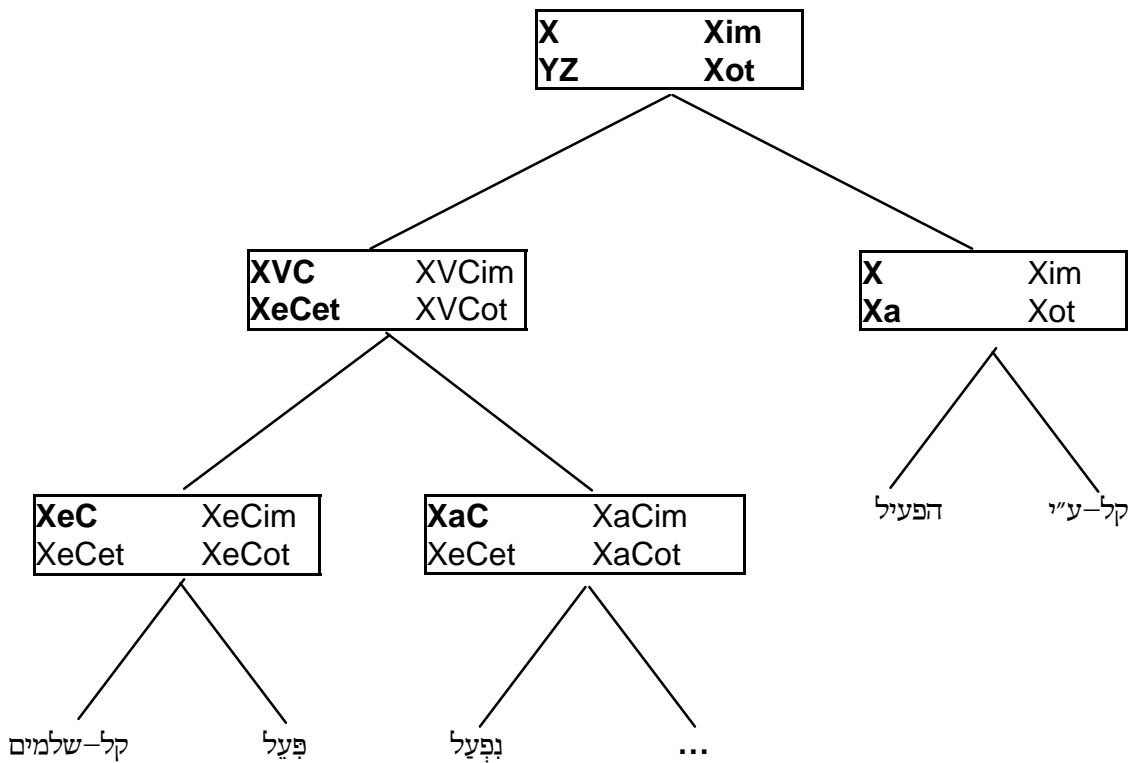 X Xim
YZ Xot
XVC XVCim
XeCet XVCot
X Xim
Xa Xot
XeC XeCim
XeCet XeCot
XaC XaCim
XeCet XaCot
הפעיל
קל–ע״י
קל–שלמים
פִּעֵל
נִפְעַל
...